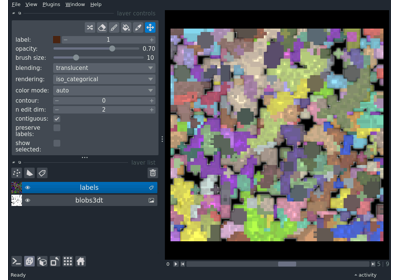 File View Plugins Window Help
layer controls
label: 1
opacity: 0.70
brush size: 10
blending: translucent
rendering: iso_categorical
color mode: auto
contour: 0
n edit dim: 2
contiguous:
preserve
labels:
show
selected:
layer list
labels
blobs3dt
Ready
activity